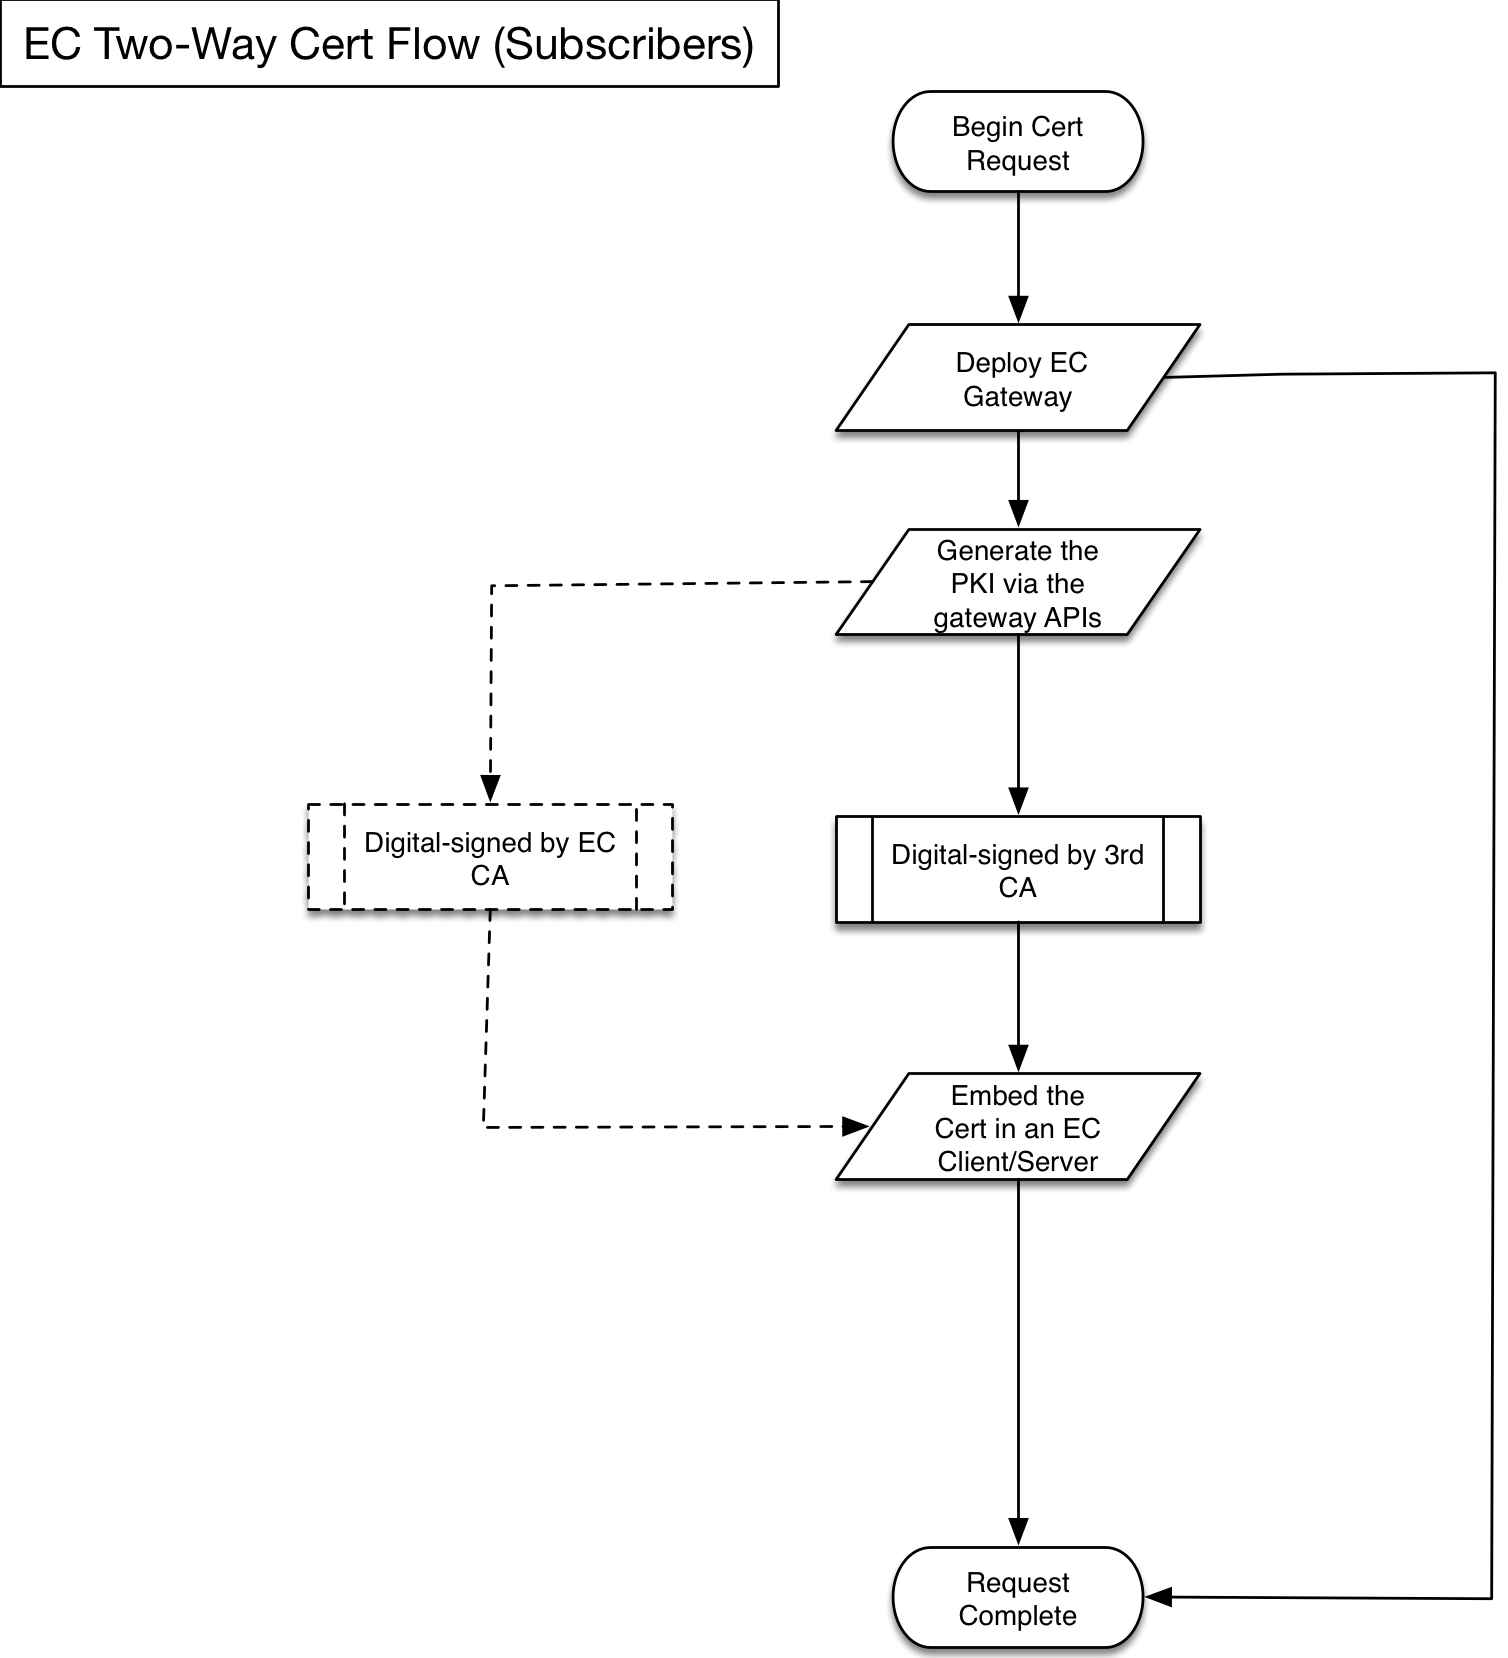 EC Two-Way Cert Flow (Subscribers)
Begin Cert
Request
Deploy EC
Gateway
Generate the
PKI via the
gateway APIs
Digital-signed by EC
CA
Digital-signed by 3rd
CA
Embed the
Cert in an EC
Client/Server
Request
Complete